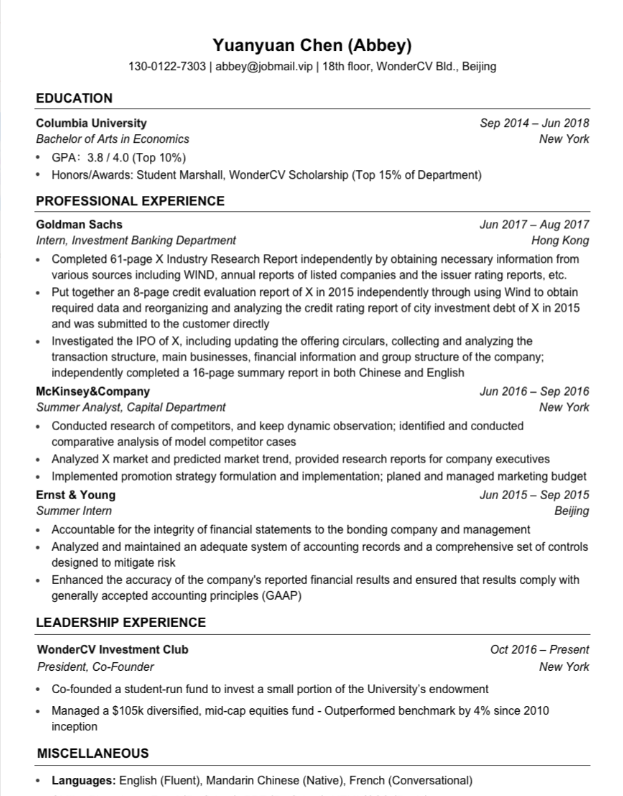 Yuanyuan Chen (Abbey)
130-0122-7303 | abbey@jobmail.vip | 18th floor, WonderCV Bld., Beijing
EDUCATION
Columbia University Sep 2014 – Jun 2018
Bachelor of Arts in Economics New York
• GPA: 3.8 / 4.0 (Top 10%)
• Honors/Awards: Student Marshall, WonderCV Scholarship (Top 15% of Department)
PROFESSIONAL EXPERIENCE
Goldman Sachs Jun 2017 – Aug 2017
Intern, Investment Banking Department Hong Kong
• Completed 61-page X Industry Research Report independently by obtaining necessary information from
various sources including WIND, annual reports of listed companies and the issuer rating reports, etc.
• Put together an 8-page credit evaluation report of X in 2015 independently through using Wind to obtain
required data and reorganizing and analyzing the credit rating report of city investment debt of X in 2015
and was submitted to the customer directly
• Investigated the IPO of X, including updating the offering circulars, collecting and analyzing the
transaction structure, main businesses, financial information and group structure of the company;
independently completed a 16-page summary report in both Chinese and English
McKinsey&Company Jun 2016 – Sep 2016
Summer Analyst, Capital Department New York
• Conducted research of competitors, and keep dynamic observation; identified and conducted
comparative analysis of model competitor cases
• Analyzed X market and predicted market trend, provided research reports for company executives
• Implemented promotion strategy formulation and implementation; planed and managed marketing budget
Ernst & Young Jun 2015 – Sep 2015
Summer Intern Beijing
• Accountable for the integrity of financial statements to the bonding company and management
• Analyzed and maintained an adequate system of accounting records and a comprehensive set of controls
designed to mitigate risk
• Enhanced the accuracy of the company's reported financial results and ensured that results comply with
generally accepted accounting principles (GAAP)
LEADERSHIP EXPERIENCE
WonderCV Investment Club Oct 2016 – Present
President, Co-Founder New York
• Co-founded a student-run fund to invest a small portion of the University's endowment
• Managed a $105k diversified, mid-cap equities fund - Outperformed benchmark by 4% since 2010
inception
MISCELLANEOUS
• Languages: English (Fluent), Mandarin Chinese (Native), French (Conversational)